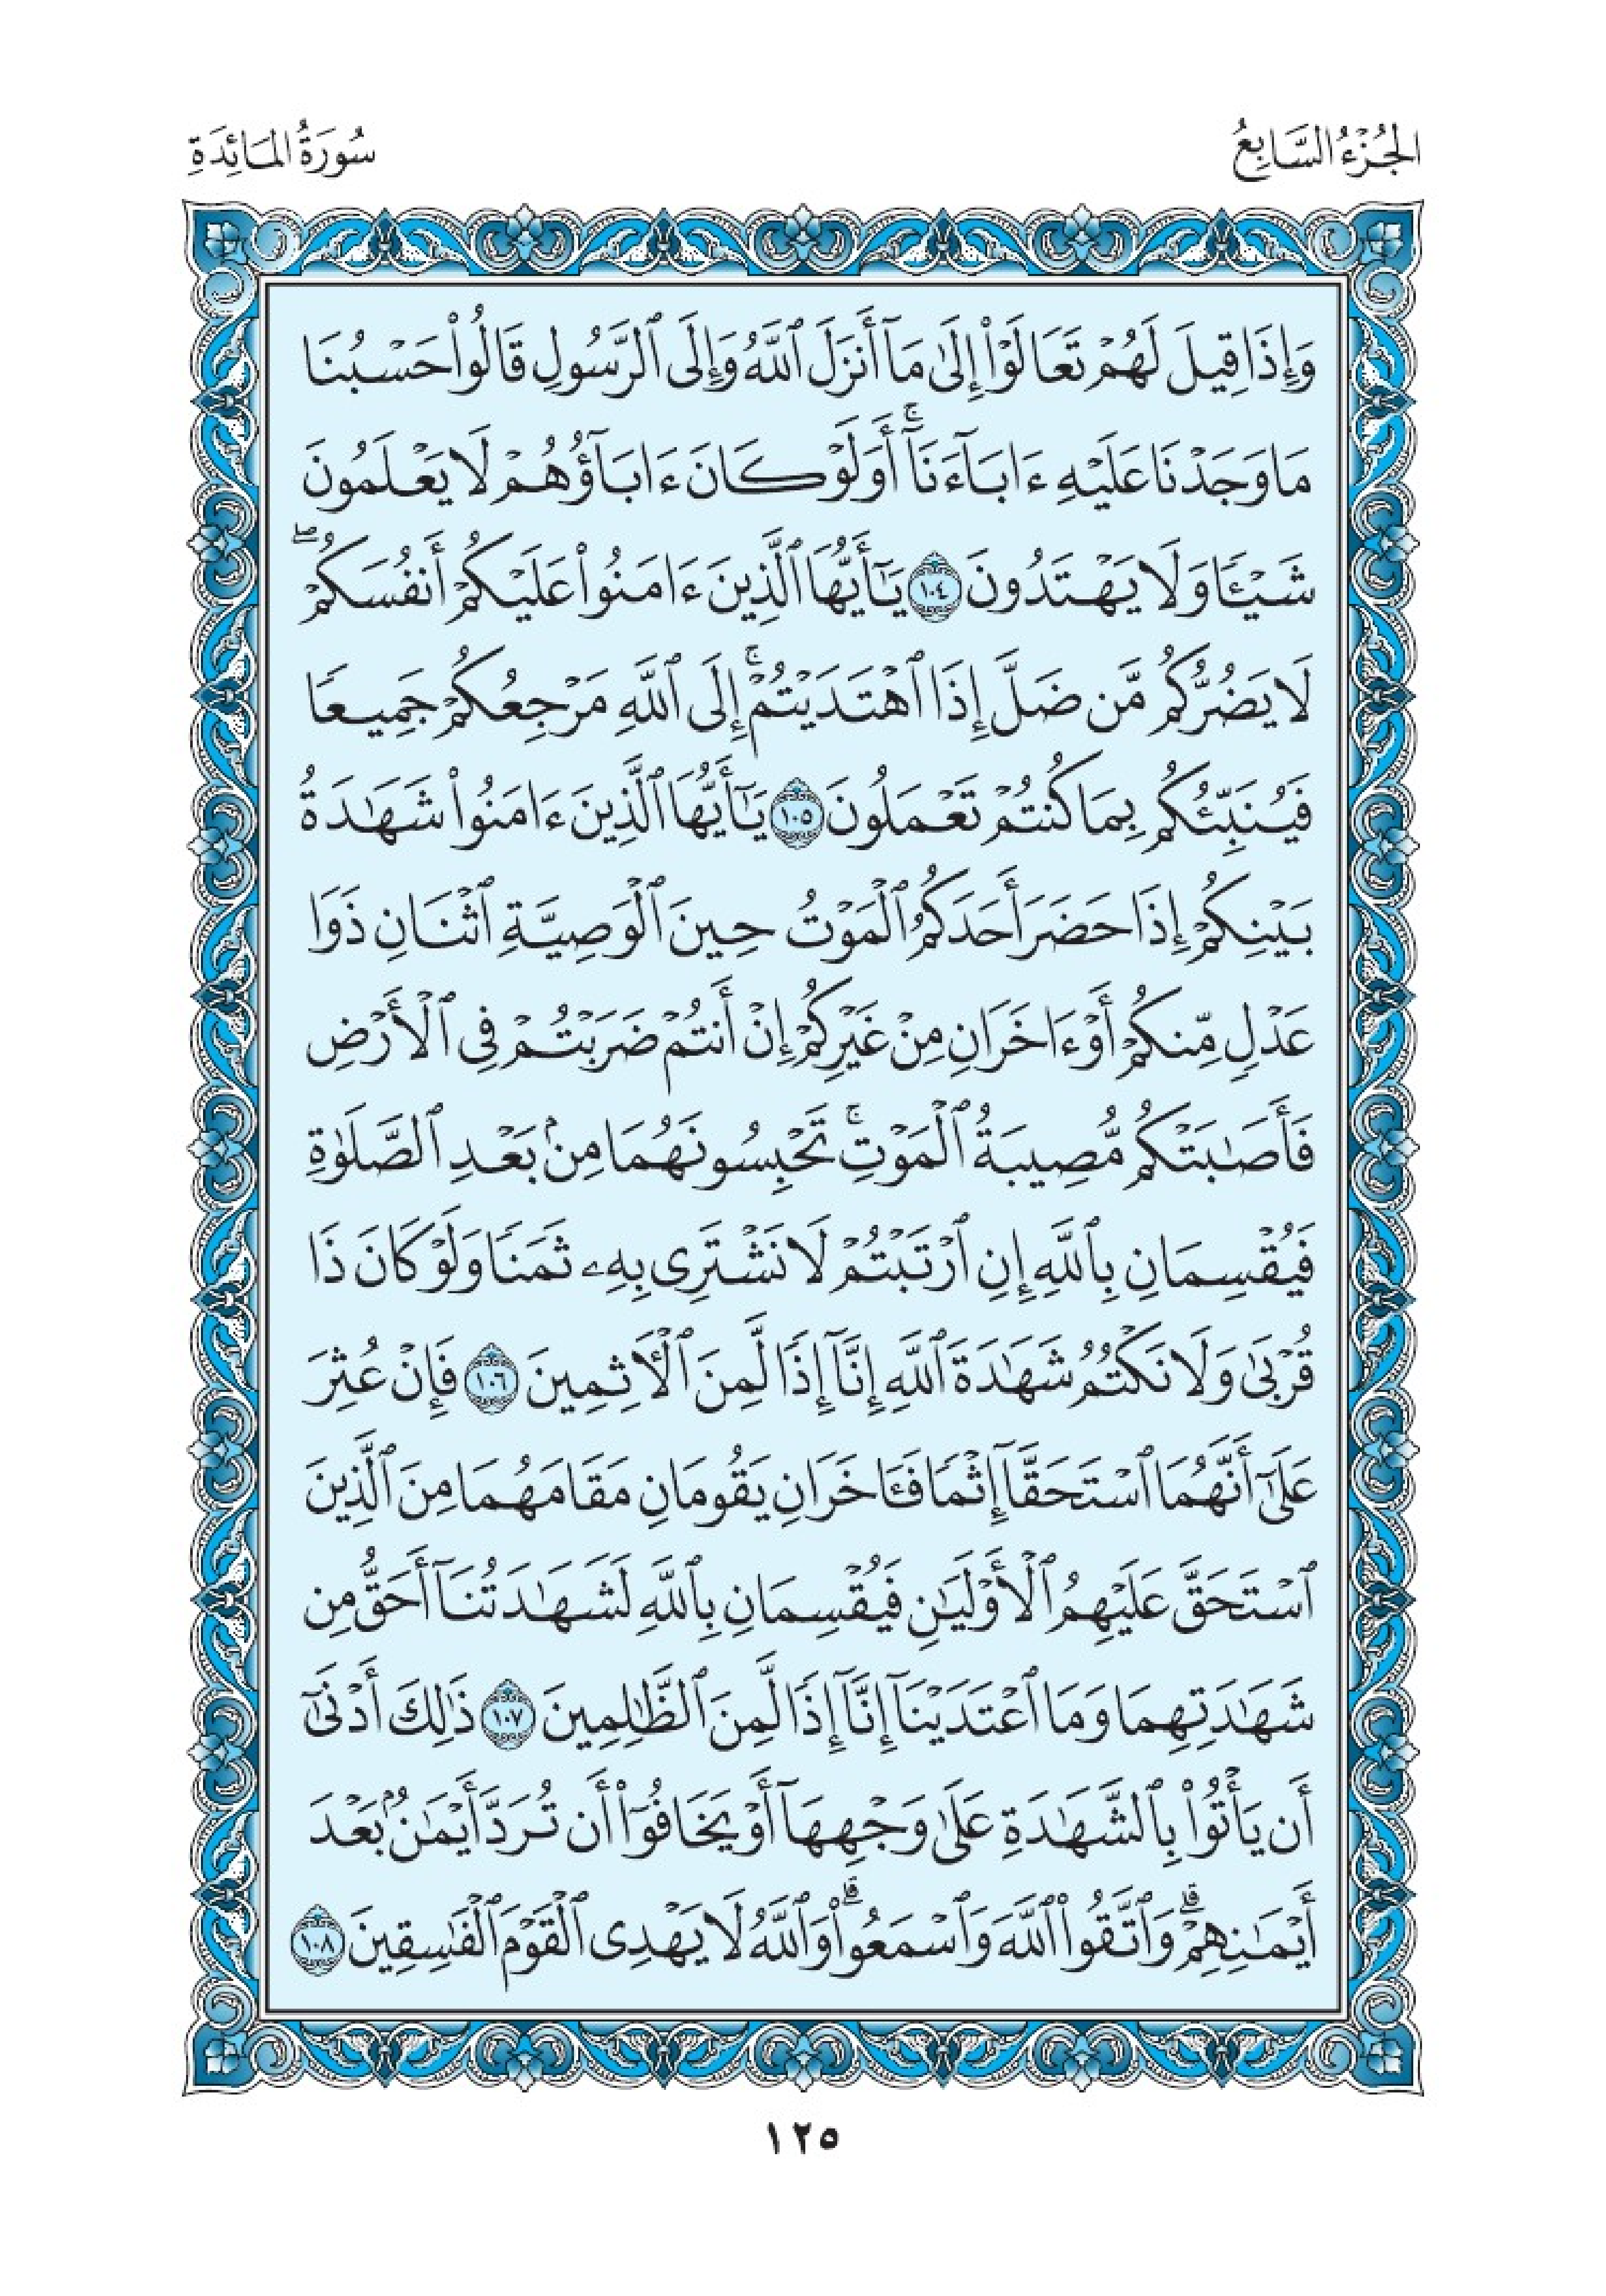 الجُزْءُ السَّابِعُ
سُورَةُ المَائِدَةِ
وَإِذَا قِيلَ لَهُمۡ تَعَالَوۡاْ إِلَىٰ مَآ أَنزَلَ ٱللَّهُ وَإِلَى ٱلرَّسُولِ قَالُواْ حَسۡبُنَا
مَا وَجَدۡنَا عَلَيۡهِ ءَابَآءَنَآۚ أَوَلَوۡ كَانَ ءَابَآؤُهُمۡ لَا يَعۡلَمُونَ
شَيۡـٔٗا وَلَا يَهۡتَدُونَ ١٠٤ يَـٰٓأَيُّهَا ٱلَّذِينَ ءَامَنُواْ عَلَيۡكُمۡ أَنفُسَكُمۡۖ
لَا يَضُرُّكُم مَّن ضَلَّ إِذَا ٱهۡتَدَيۡتُمۡۚ إِلَى ٱللَّهِ مَرۡجِعُكُمۡ جَمِيعٗا
فَيُنَبِّئُكُم بِمَا كُنتُمۡ تَعۡمَلُونَ ١٠٥ يَـٰٓأَيُّهَا ٱلَّذِينَ ءَامَنُواْ شَهَٰدَةُ
بَيۡنِكُمۡ إِذَا حَضَرَ أَحَدَكُمُ ٱلۡمَوۡتُ حِينَ ٱلۡوَصِيَّةِ ٱثۡنَانِ ذَوَا
عَدۡلٖ مِّنكُمۡ أَوۡ ءَاخَرَانِ مِنۡ غَيۡرِكُمۡ إِنۡ أَنتُمۡ ضَرَبۡتُمۡ فِي ٱلۡأَرۡضِ
فَأَصَٰبَتۡكُم مُّصِيبَةُ ٱلۡمَوۡتِۚ تَحۡبِسُونَهُمَا مِنۢ بَعۡدِ ٱلصَّلَوٰةِ
فَيُقۡسِمَانِ بِٱللَّهِ إِنِ ٱرۡتَبۡتُمۡ لَا نَشۡتَرِي بِهِۦ ثَمَنٗا وَلَوۡ كَانَ ذَا
قُرۡبَىٰ وَلَا نَكۡتُمُ شَهَٰدَةَ ٱللَّهِ إِنَّآ إِذٗا لَّمِنَ ٱلۡأٓثِمِينَ ١٠٦ فَإِنۡ عُثِرَ
عَلَىٰٓ أَنَّهُمَا ٱسۡتَحَقَّآ إِثۡمٗا فَـَٔاخَرَانِ يَقُومَانِ مَقَامَهُمَا مِنَ ٱلَّذِينَ
ٱسۡتَحَقَّ عَلَيۡهِمُ ٱلۡأَوۡلَيَٰنِ فَيُقۡسِمَانِ بِٱللَّهِ لَشَهَٰدَتُنَآ أَحَقُّ مِن
شَهَٰدَتِهِمَا وَمَا ٱعۡتَدَيۡنَآ إِنَّآ إِذٗا لَّمِنَ ٱلظَّٰلِمِينَ ١٠٧ ذَٰلِكَ أَدۡنَىٰٓ
أَن يَأۡتُواْ بِٱلشَّهَٰدَةِ عَلَىٰ وَجۡهِهَآ أَوۡ يَخَافُوٓاْ أَن تُرَدَّ أَيۡمَٰنُۢ بَعۡدَ
أَيۡمَٰنِهِمۡۗ وَٱتَّقُواْ ٱللَّهَ وَٱسۡمَعُواْۗ وَٱللَّهُ لَا يَهۡدِي ٱلۡقَوۡمَ ٱلۡفَٰسِقِينَ ١٠٨
١٢٥